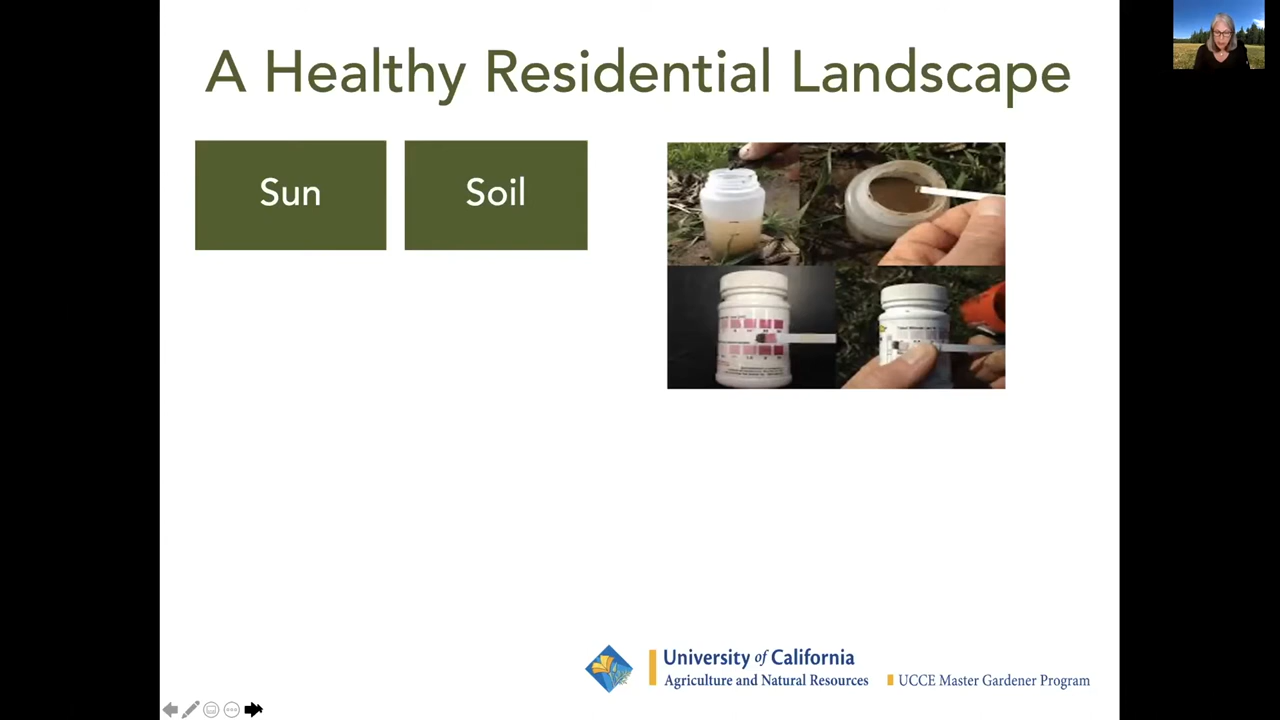 A Healthy Residential Landscape
Sun
Soil
University of California
Agriculture and Natural Resources
UCCE Master Gardener Program